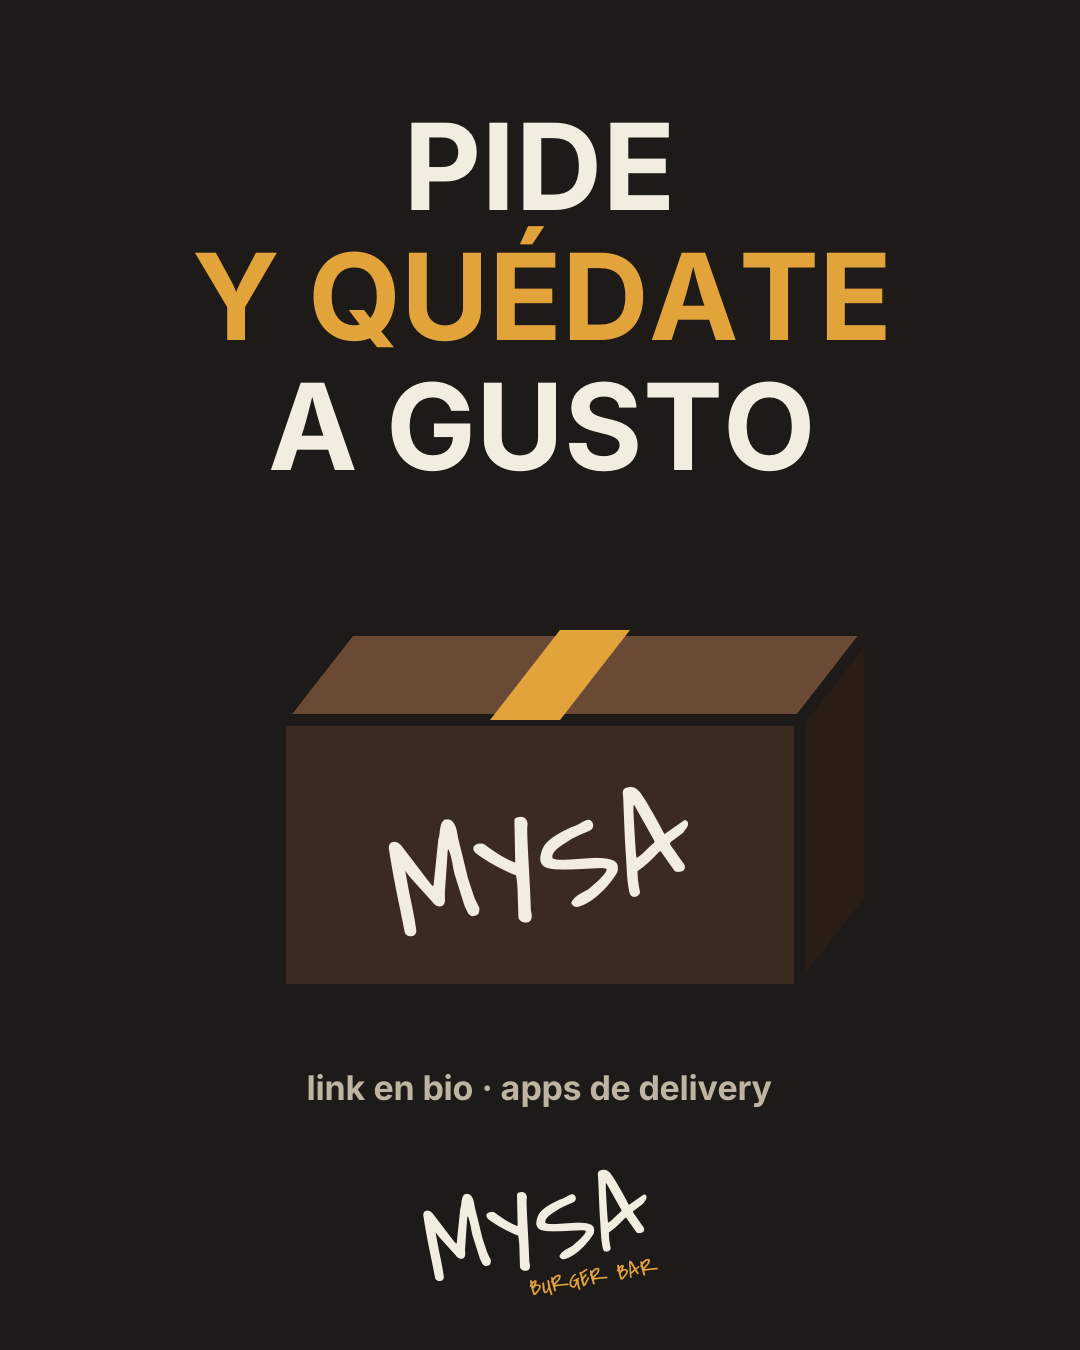 PIDE
Y QUÉDATE
A GUSTO
MYSA
link en bio · apps de delivery
MYSA
BURGER BAR